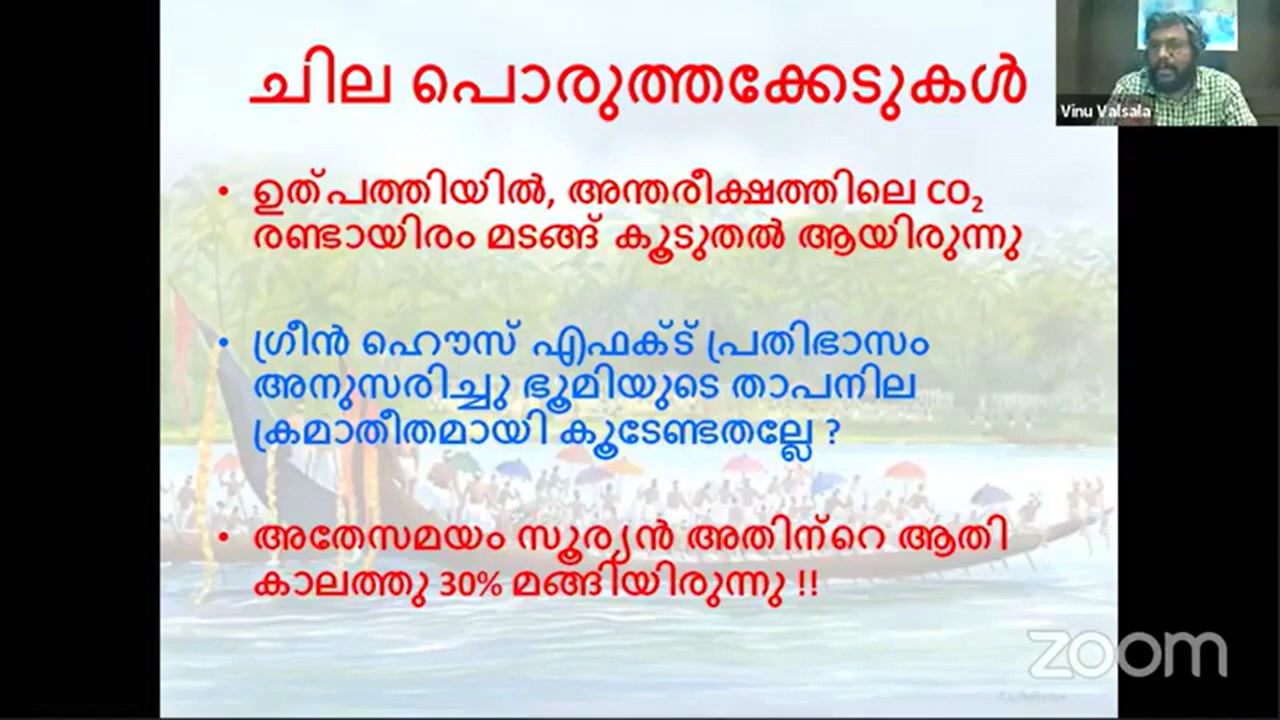 ചില പൊരുത്തക്കേടുകൾ
Vinu Valsala
• ഉത്പത്തിയിൽ, അന്തരീക്ഷത്തിലെ CO₂
രണ്ടായിരം മടങ്ങ് കൂടുതൽ ആയിരുന്നു
• ഗ്രീൻ ഹൌസ് എഫക്ട് പ്രതിഭാസം
അനുസരിച്ചു ഭൂമിയുടെ താപനില
ക്രമാതീതമായി കൂടേണ്ടതല്ലേ ?
• അതേസമയം സൂര്യൻ അതിന്റെ ആതി
കാലത്തു 30% മങ്ങിയിരുന്നു !!
zoom